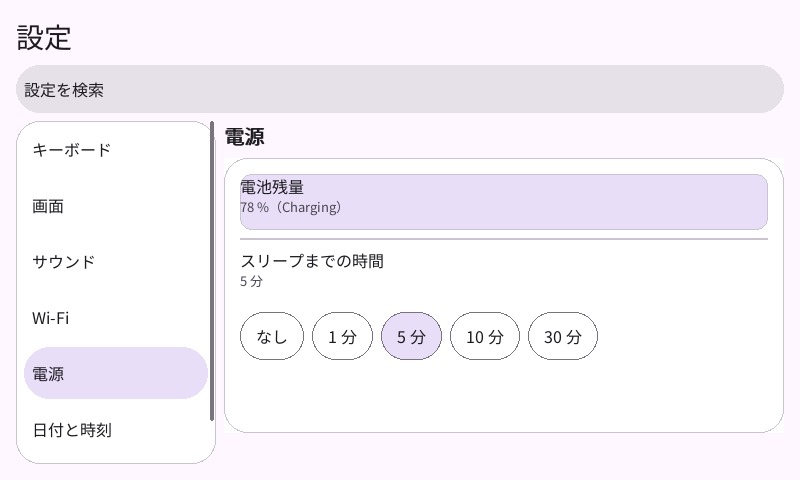 設定
設定を検索
キーボード
画面
サウンド
Wi-Fi
電源
日付と時刻
電源
電池残量
78 %（Charging）
スリープまでの時間
5 分
なし
1 分
5 分
10 分
30 分